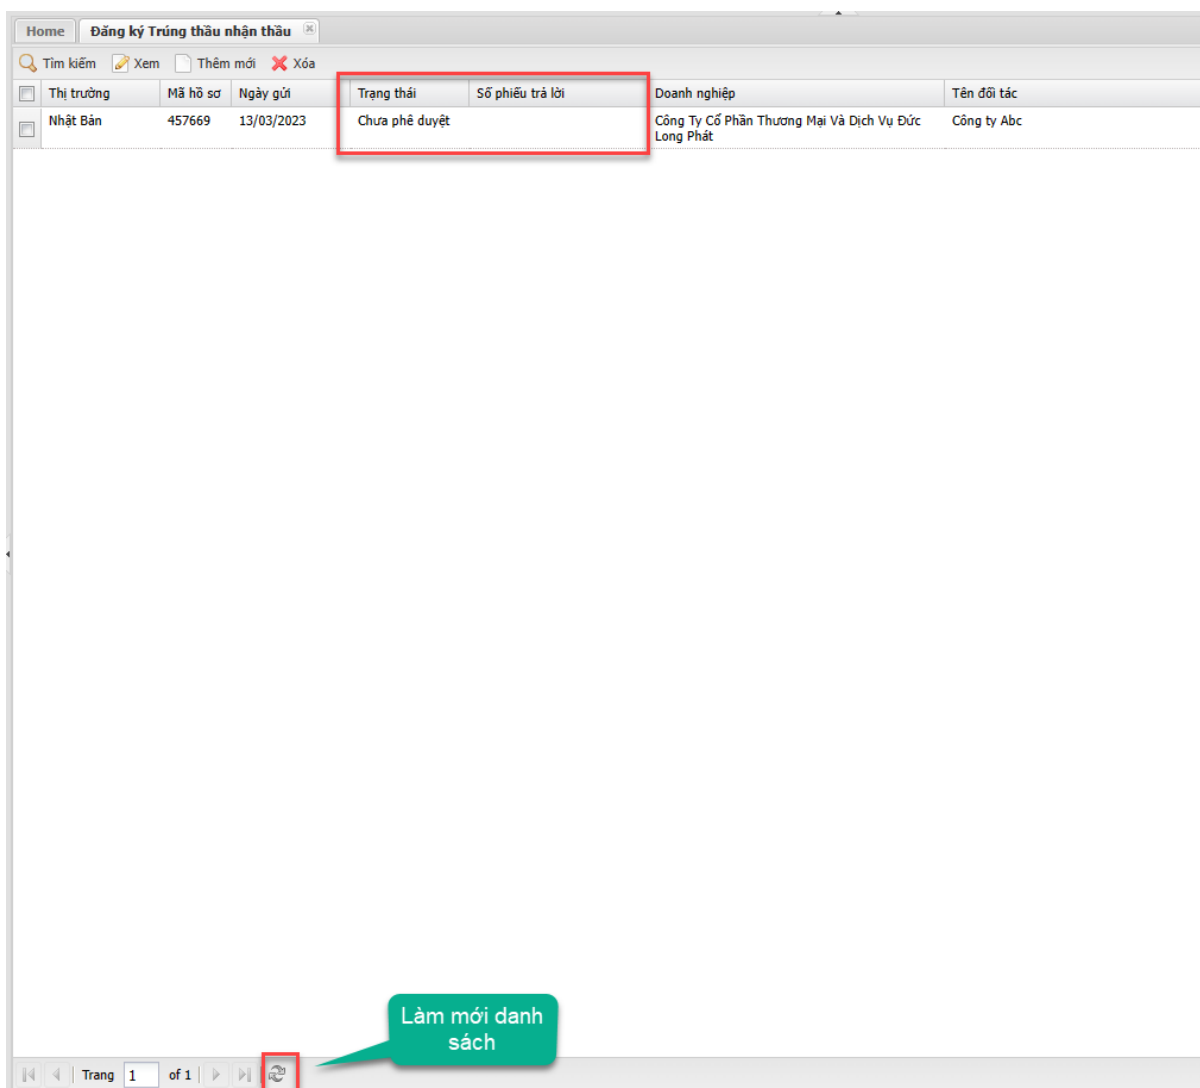 Home Đăng ký Trúng thầu nhận thầu
Tìm kiếm Xem Thêm mới Xóa
Thị trường Mã hồ sơ Ngày gửi Trạng thái Số phiếu trả lời Doanh nghiệp Tên đối tác
Nhật Bản 457669 13/03/2023 Chưa phê duyệt Công Ty Cổ Phần Thương Mại Và Dịch Vụ Đức Công ty Abc
Long Phát
Làm mới danh
sách
Trang 1 of 1